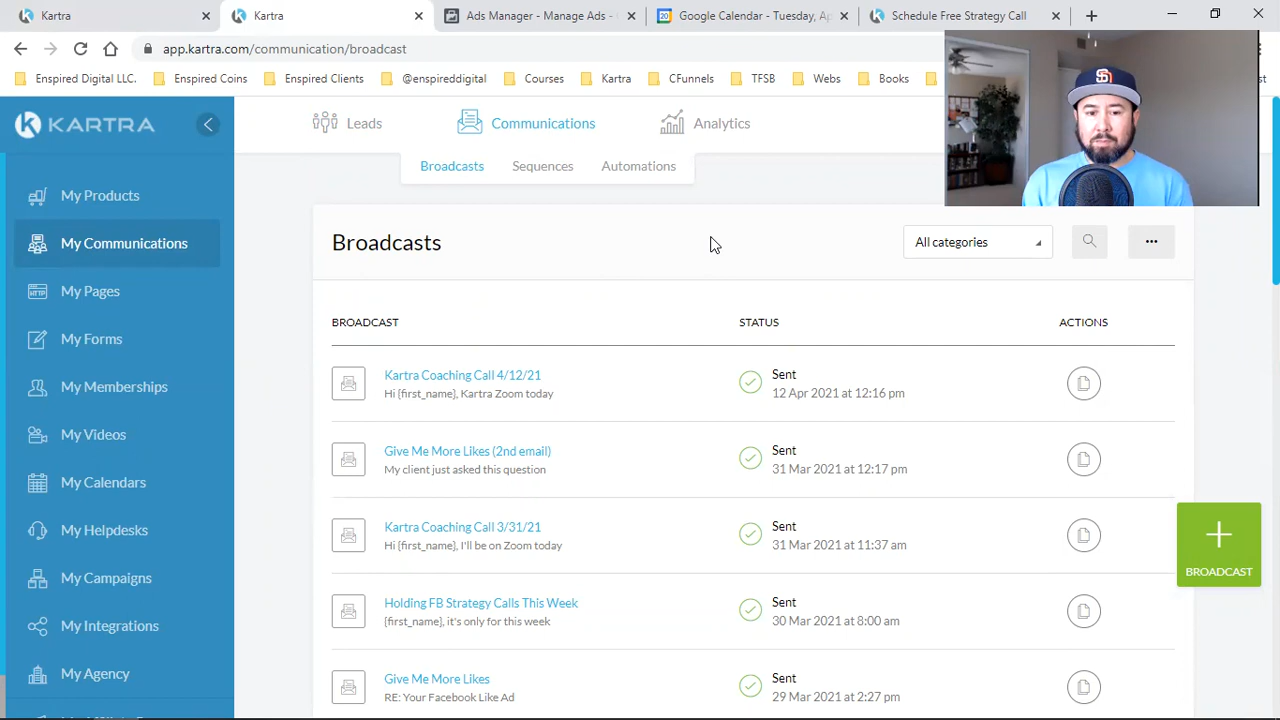 Kartra
Kartra
Ads Manager - Manage Ads -
Google Calendar - Tuesday, Ap
Schedule Free Strategy Call
app.kartra.com/communication/broadcast
Enspired Digital LLC.
Enspired Coins
Enspired Clients
@enspireddigital
Courses
Kartra
CFunnels
TFSB
Webs
Books
KARTRA
Leads
Communications
Analytics
Broadcasts
Sequences
Automations
My Products
My Communications
My Pages
My Forms
My Memberships
My Videos
My Calendars
My Helpdesks
My Campaigns
My Integrations
My Agency
Broadcasts
All categories
BROADCAST
STATUS
ACTIONS
Kartra Coaching Call 4/12/21
Hi {first_name}, Kartra Zoom today
Sent
12 Apr 2021 at 12:16 pm
Give Me More Likes (2nd email)
My client just asked this question
Sent
31 Mar 2021 at 12:17 pm
Kartra Coaching Call 3/31/21
Hi {first_name}, I'll be on Zoom today
Sent
31 Mar 2021 at 11:37 am
Holding FB Strategy Calls This Week
{first_name}, it's only for this week
Sent
30 Mar 2021 at 8:00 am
Give Me More Likes
RE: Your Facebook Like Ad
Sent
29 Mar 2021 at 2:27 pm
BROADCAST